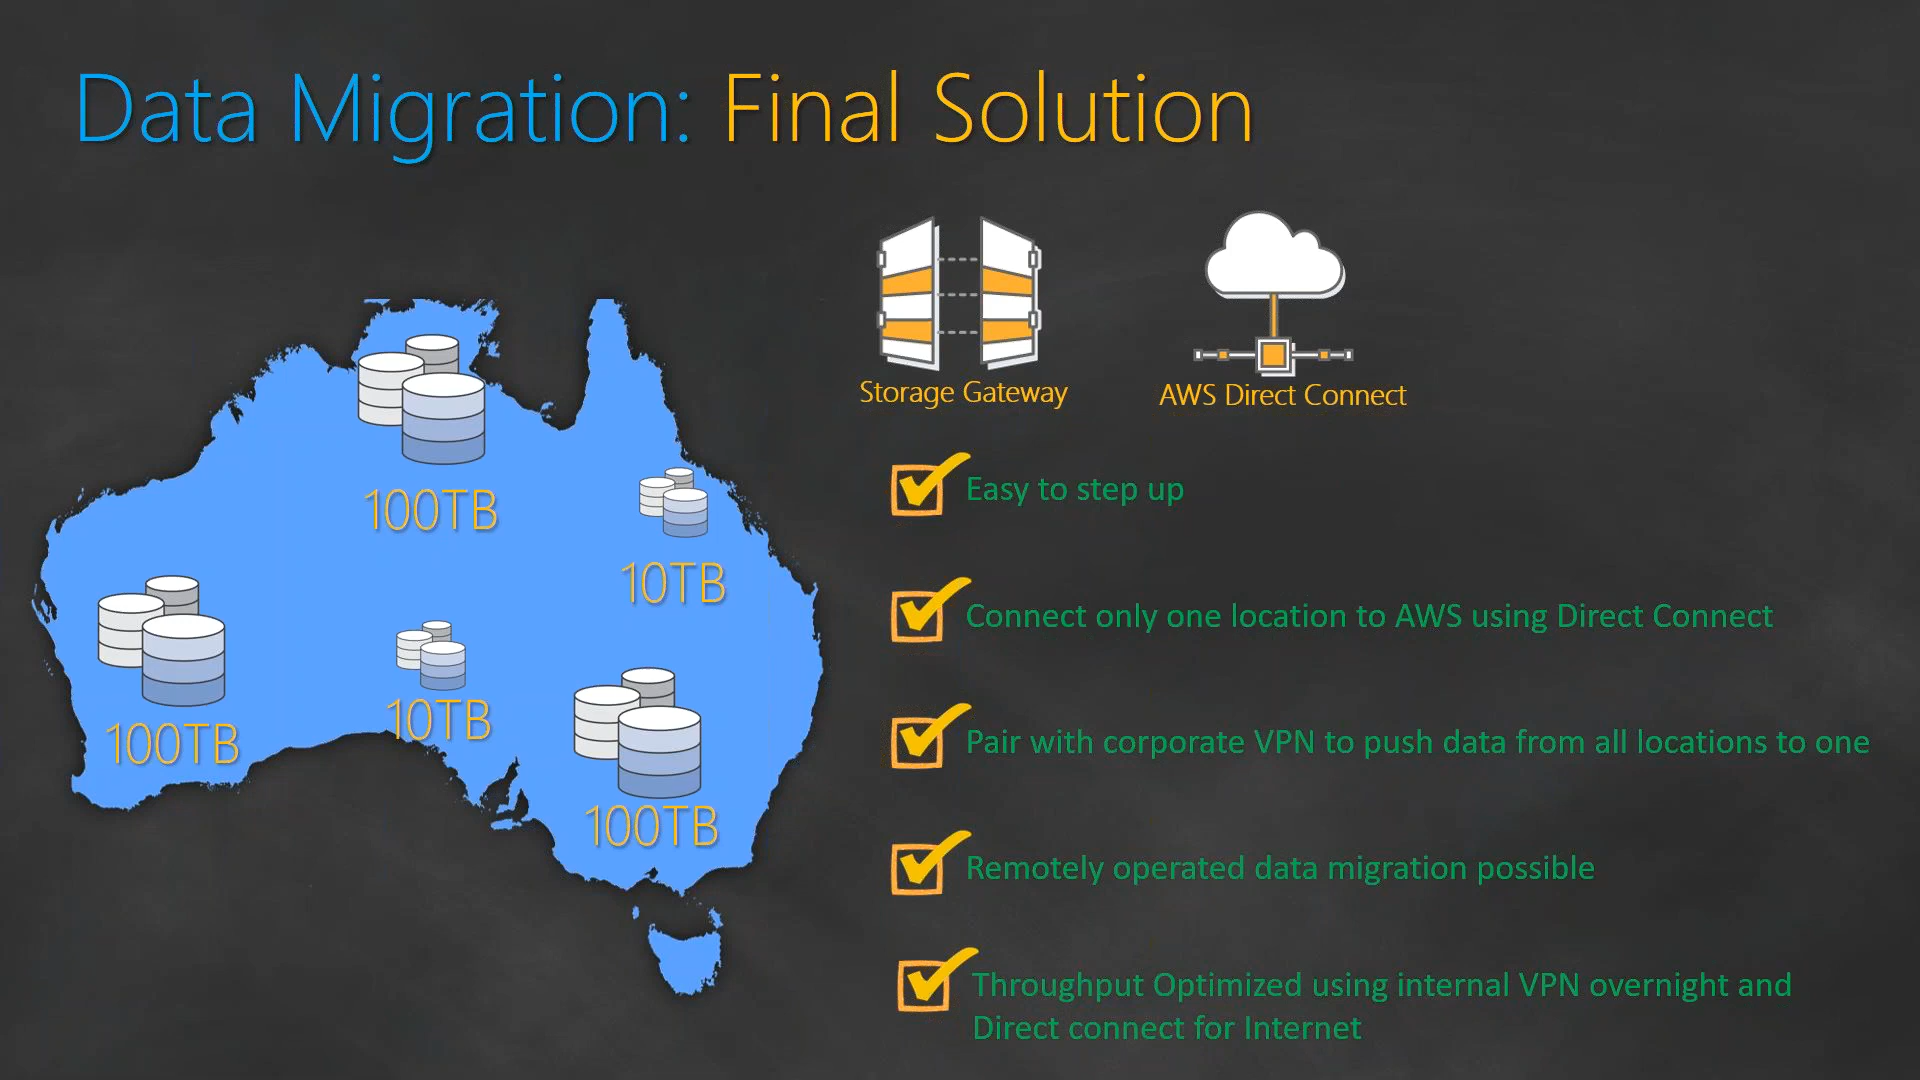 Data Migration: Final Solution
Storage Gateway
AWS Direct Connect
100TB
10TB
100TB
10TB
100TB
Easy to step up
Connect only one location to AWS using Direct Connect
Pair with corporate VPN to push data from all locations to one
Remotely operated data migration possible
Throughput Optimized using internal VPN overnight and
Direct connect for Internet